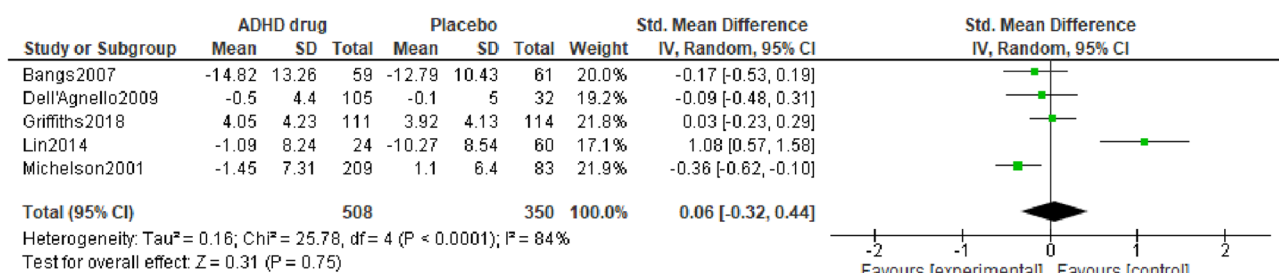 ADHD drug Placebo Std. Mean Difference Std. Mean Difference
Study or Subgroup Mean SD Total Mean SD Total Weight IV, Random, 95% CI IV, Random, 95% CI
Bangs2007 -14.82 13.26 59 -12.79 10.43 61 20.0% -0.17 [-0.53, 0.19]
Dell'Agnello2009 -0.5 4.4 105 -0.1 5 32 19.2% -0.09 [-0.48, 0.31]
Griffiths2018 4.05 4.23 111 3.92 4.13 114 21.8% 0.03 [-0.23, 0.29]
Lin2014 -1.09 8.24 24 -10.27 8.54 60 17.1% 1.08 [0.57, 1.58]
Michelson2001 -1.45 7.31 209 1.1 6.4 83 21.9% -0.36 [-0.62, -0.10]
Total (95% CI) 508 350 100.0% 0.06 [-0.32, 0.44]
Heterogeneity: Tau² = 0.16; Chi² = 25.78, df = 4 (P < 0.0001); I² = 84%
Test for overall effect: Z = 0.31 (P = 0.75)
-2 -1 0 1 2
Favours [experimental] Favours [control]